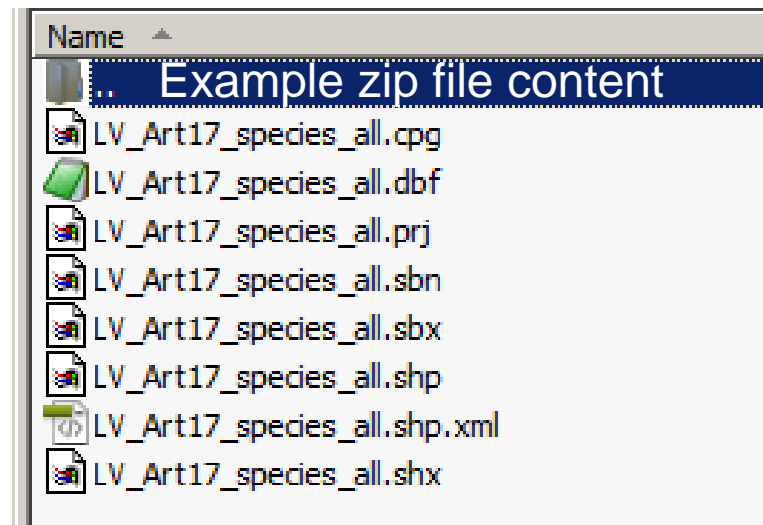 Name
.. Example zip file content
LV_Art17_species_all.cpg
LV_Art17_species_all.dbf
LV_Art17_species_all.prj
LV_Art17_species_all.sbn
LV_Art17_species_all.sbx
LV_Art17_species_all.shp
LV_Art17_species_all.shp.xml
LV_Art17_species_all.shx